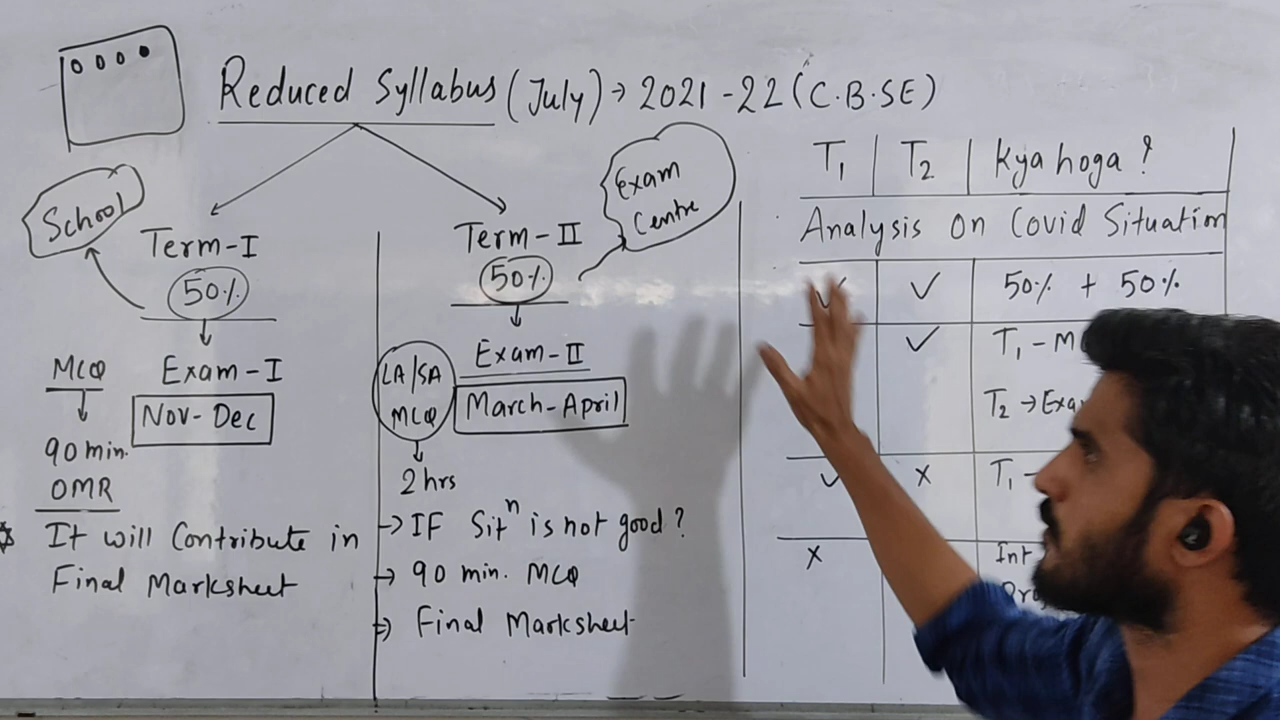 Reduced Syllabus (July) → 2021-22 (C.B.SE)
School
Term-I
50%
MCQ
Exam-I
Nov-Dec
90 min.
OMR
It will Contribute in
Final Marksheet
Exam
Centre
Term-II
50%
LA/SA
MCQ
Exam-II
March-April
2 hrs
→ IF Sitⁿ is not good?
→ 90 min. MCQ
→ Final Marksheet
T₁ T₂ Kya hoga?
Analysis On Covid Situation
✓ ✓ 50% + 50%
✓ T₁ -
T₂ →
✓ x T₁ -
x